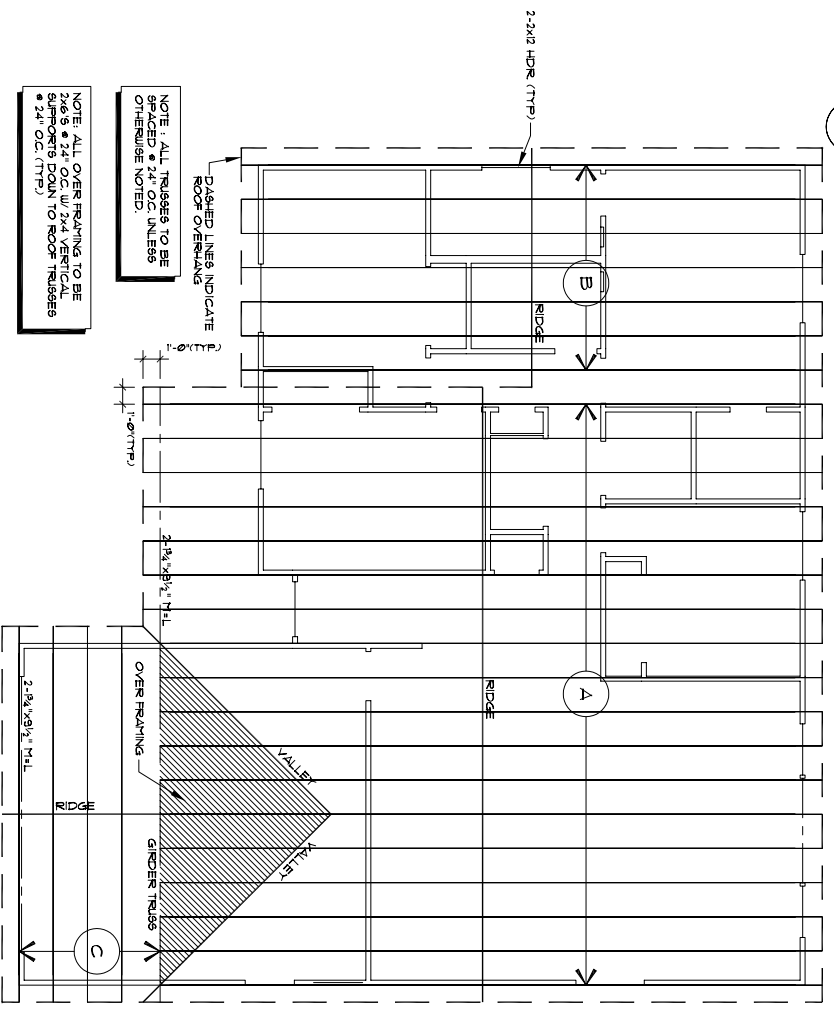 2-2x12 HDR. (TYP.)
NOTE: ALL OVER FRAMING TO BE
2x6'S @ 24" O.C. W/ 2x4 VERTICAL
SUPPORTS DOWN TO ROOF TRUSSES
@ 24" O.C. (TYP.)
NOTE : ALL TRUSSES TO BE
SPACED @ 24" O.C. UNLESS
OTHERWISE NOTED.
DASHED LINES INDICATE
ROOF OVERHANG
B
RIDGE
1'-0"(TYP.)
1'-0"(TYP.)
2-1¾"x9½" M=L
OVER FRAMING
VALLEY
VALLEY
RIDGE
A
2-1¾"x9½" M=L
RIDGE
GIRDER TRUSS
C